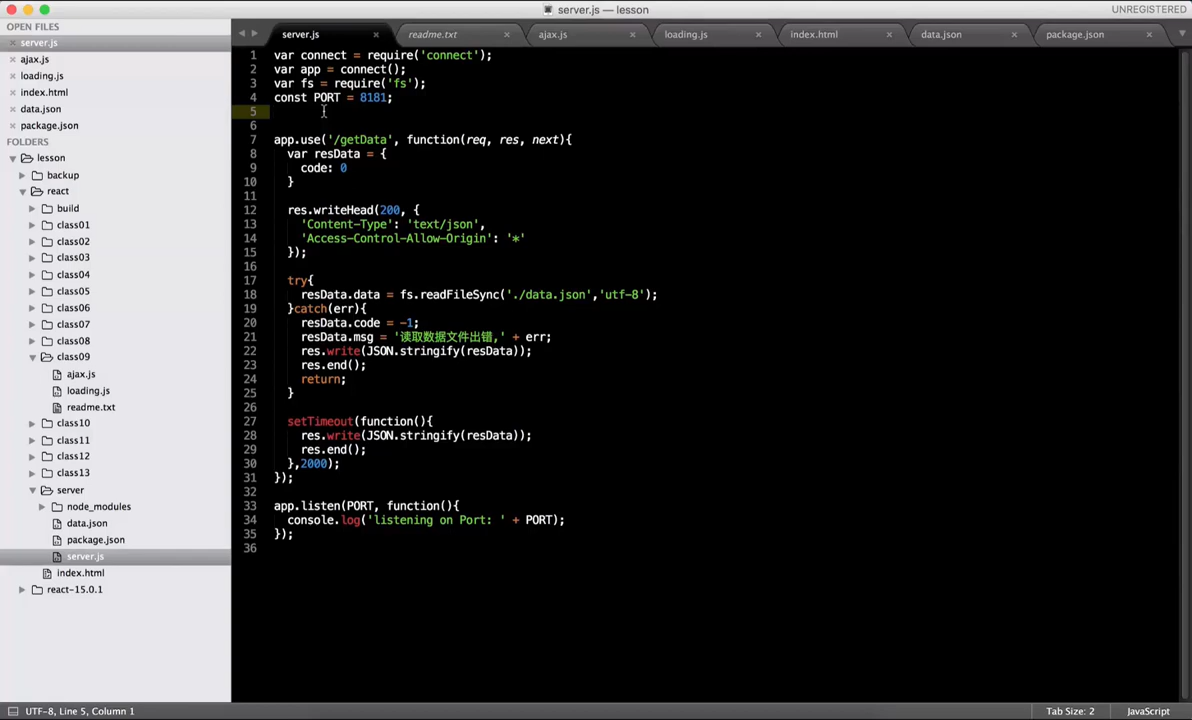 server.js — lesson
UNREGISTERED
OPEN FILES
server.js
ajax.js
loading.js
index.html
data.json
package.json
FOLDERS
lesson
backup
react
build
class01
class02
class03
class04
class05
class06
class07
class08
class09
ajax.js
loading.js
readme.txt
class10
class11
class12
class13
server
node_modules
data.json
package.json
server.js
index.html
react-15.0.1
server.js
readme.txt
ajax.js
loading.js
index.html
data.json
package.json
1 var connect = require('connect');
2 var app = connect();
3 var fs = require('fs');
4 const PORT = 8181;
5
6
7 app.use('/getData', function(req, res, next){
8 var resData = {
9 code: 0
10 }
11
12 res.writeHead(200, {
13 'Content-Type': 'text/json',
14 'Access-Control-Allow-Origin': '*'
15 });
16
17 try{
18 resData.data = fs.readFileSync('./data.json','utf-8');
19 }catch(err){
20 resData.code = -1;
21 resData.msg = '读取数据文件出错,' + err;
22 res.write(JSON.stringify(resData));
23 res.end();
24 return;
25 }
26
27 setTimeout(function(){
28 res.write(JSON.stringify(resData));
29 res.end();
30 },2000);
31 });
32
33 app.listen(PORT, function(){
34 console.log('listening on Port: ' + PORT);
35 });
36
UTF-8, Line 5, Column 1
Tab Size: 2
JavaScript